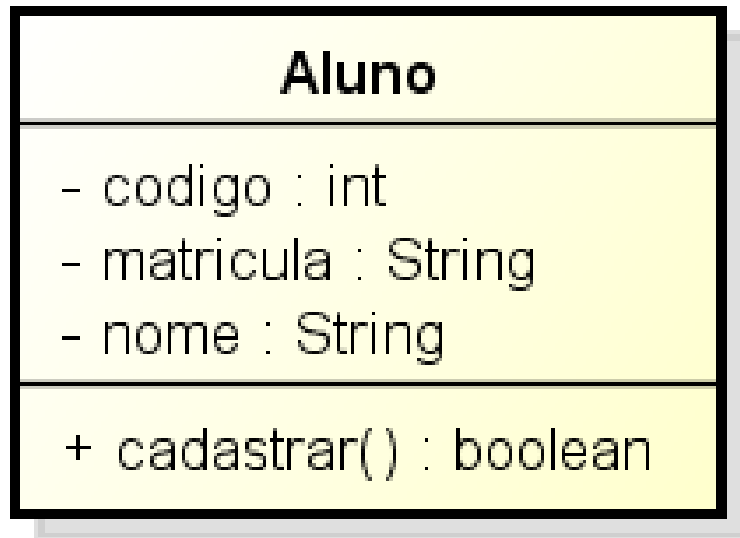 Aluno
- codigo : int
- matricula : String
- nome : String
+ cadastrar() : boolean